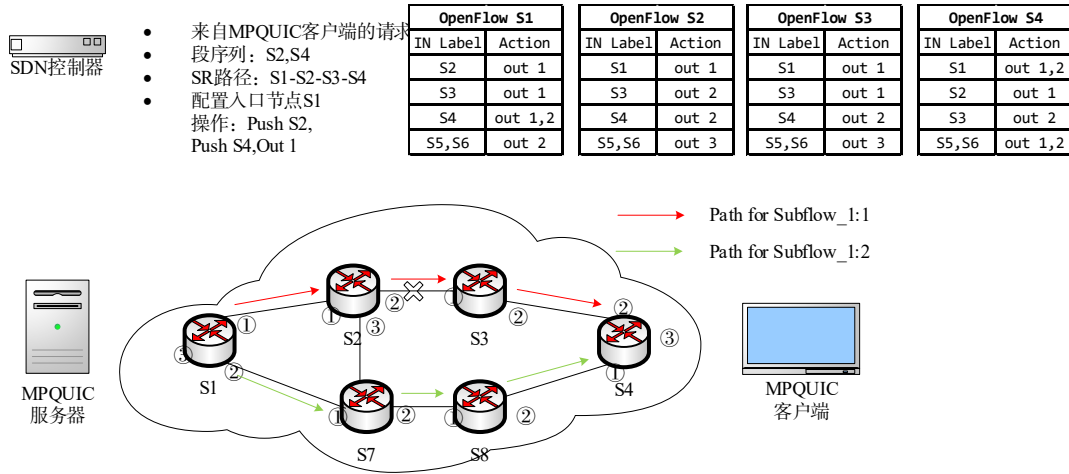 SDN控制器
来自MPQUIC客户端的请求
段序列：S2,S4
SR路径：S1-S2-S3-S4
配置入口节点S1
操作：Push S2,
Push S4,Out 1
OpenFlow S1
IN Label Action
S2 out 1
S3 out 1
S4 out 1,2
S5,S6 out 2
OpenFlow S2
IN Label Action
S1 out 1
S3 out 2
S4 out 2
S5,S6 out 3
OpenFlow S3
IN Label Action
S1 out 1
S3 out 1
S4 out 2
S5,S6 out 3
OpenFlow S4
IN Label Action
S1 out 1,2
S2 out 1
S3 out 2
S5,S6 out 1,2
Path for Subflow_1:1
Path for Subflow_1:2
MPQUIC
服务器
① ② ③
S1
① ② ③
S2
① ②
S3
② ③ ①
S4
① ②
S7
① ②
S8
MPQUIC
客户端